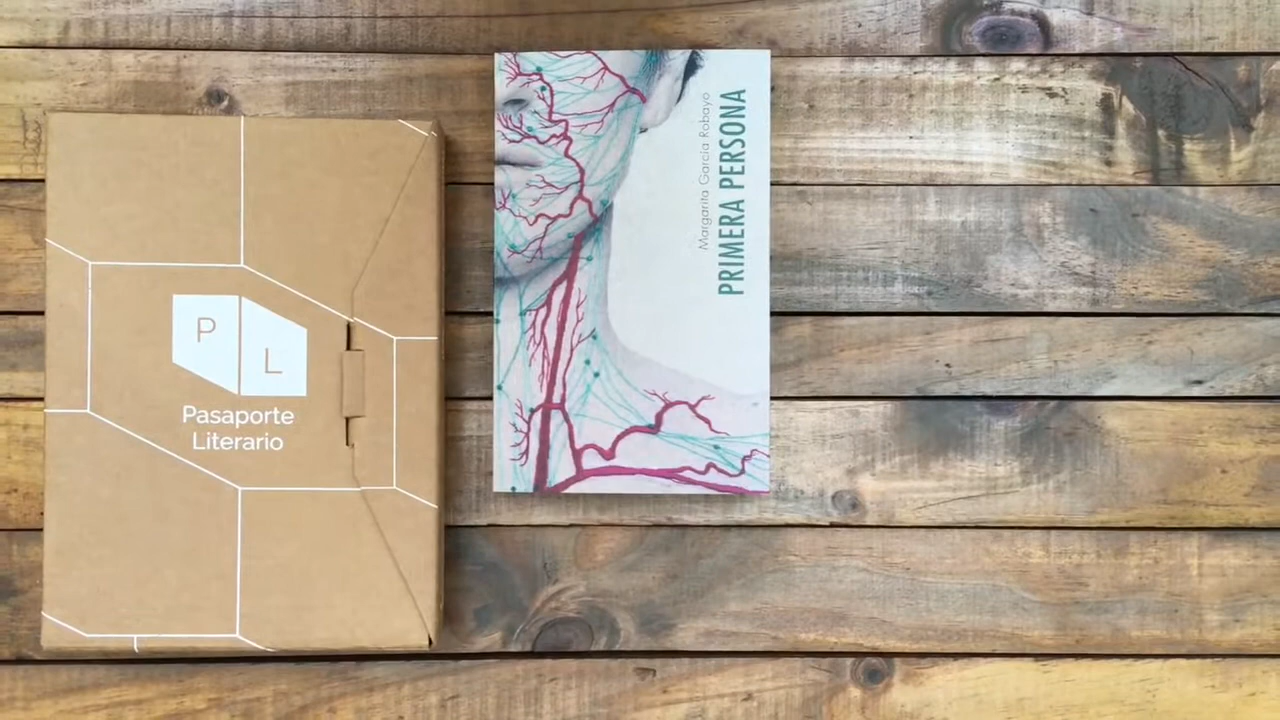 P
L
Pasaporte
Literario
Margarita García Robayo
PRIMERA PERSONA